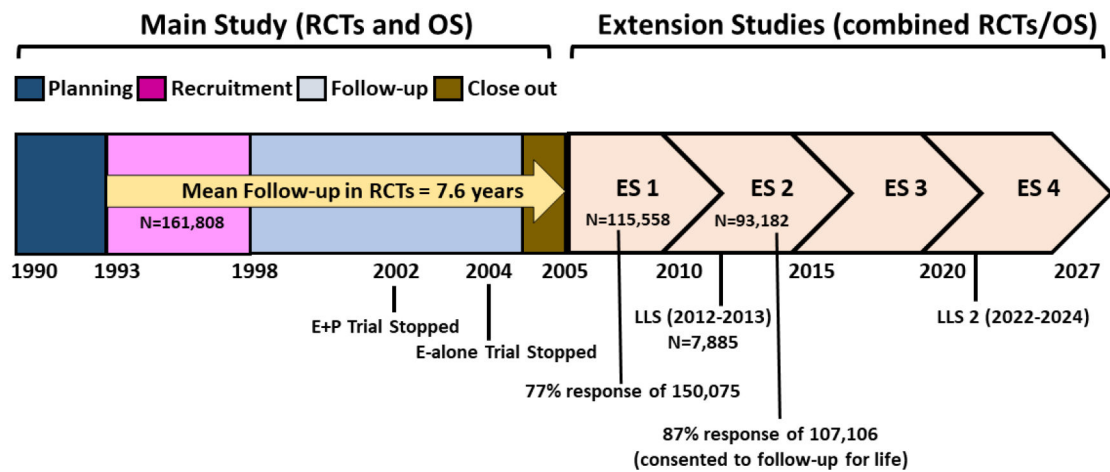 Main Study (RCTs and OS)
Extension Studies (combined RCTs/OS)
Planning
Recruitment
Follow-up
Close out
Mean Follow-up in RCTs = 7.6 years
N=161,808
ES 1
N=115,558
ES 2
N=93,182
ES 3
ES 4
1990
1993
1998
2002
2004
2005
2010
2015
2020
2027
E+P Trial Stopped
E-alone Trial Stopped
LLS (2012-2013)
N=7,885
LLS 2 (2022-2024)
77% response of 150,075
87% response of 107,106
(consented to follow-up for life)